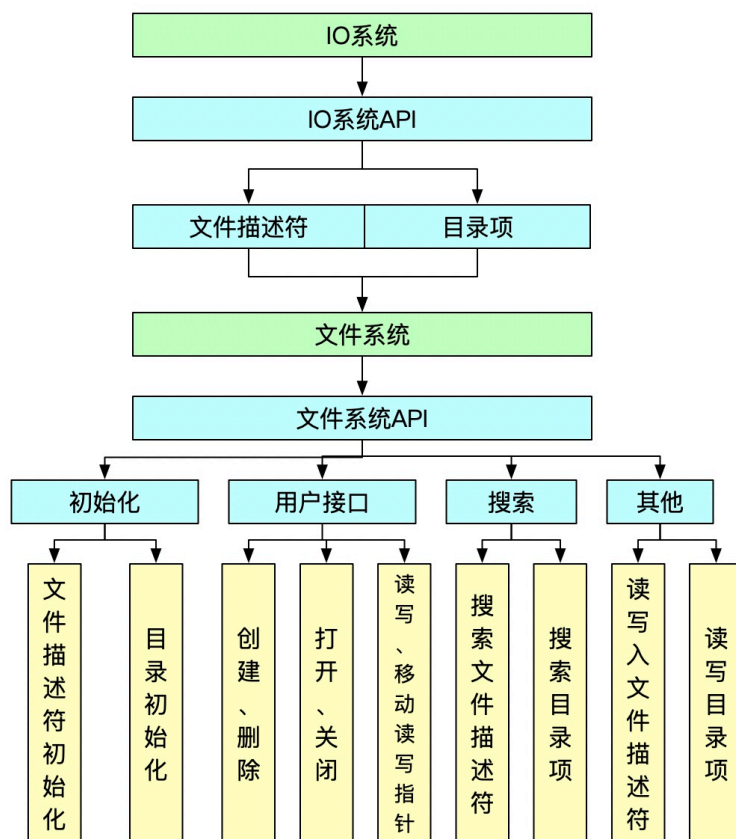 IO系统
IO系统API
文件描述符
目录项
文件系统
文件系统API
初始化
用户接口
搜索
其他
文件描述符初始化
目录初始化
创建、删除
打开、关闭
读写、移动读写指针
搜索文件描述符
搜索目录项
读写入文件描述符
读写目录项